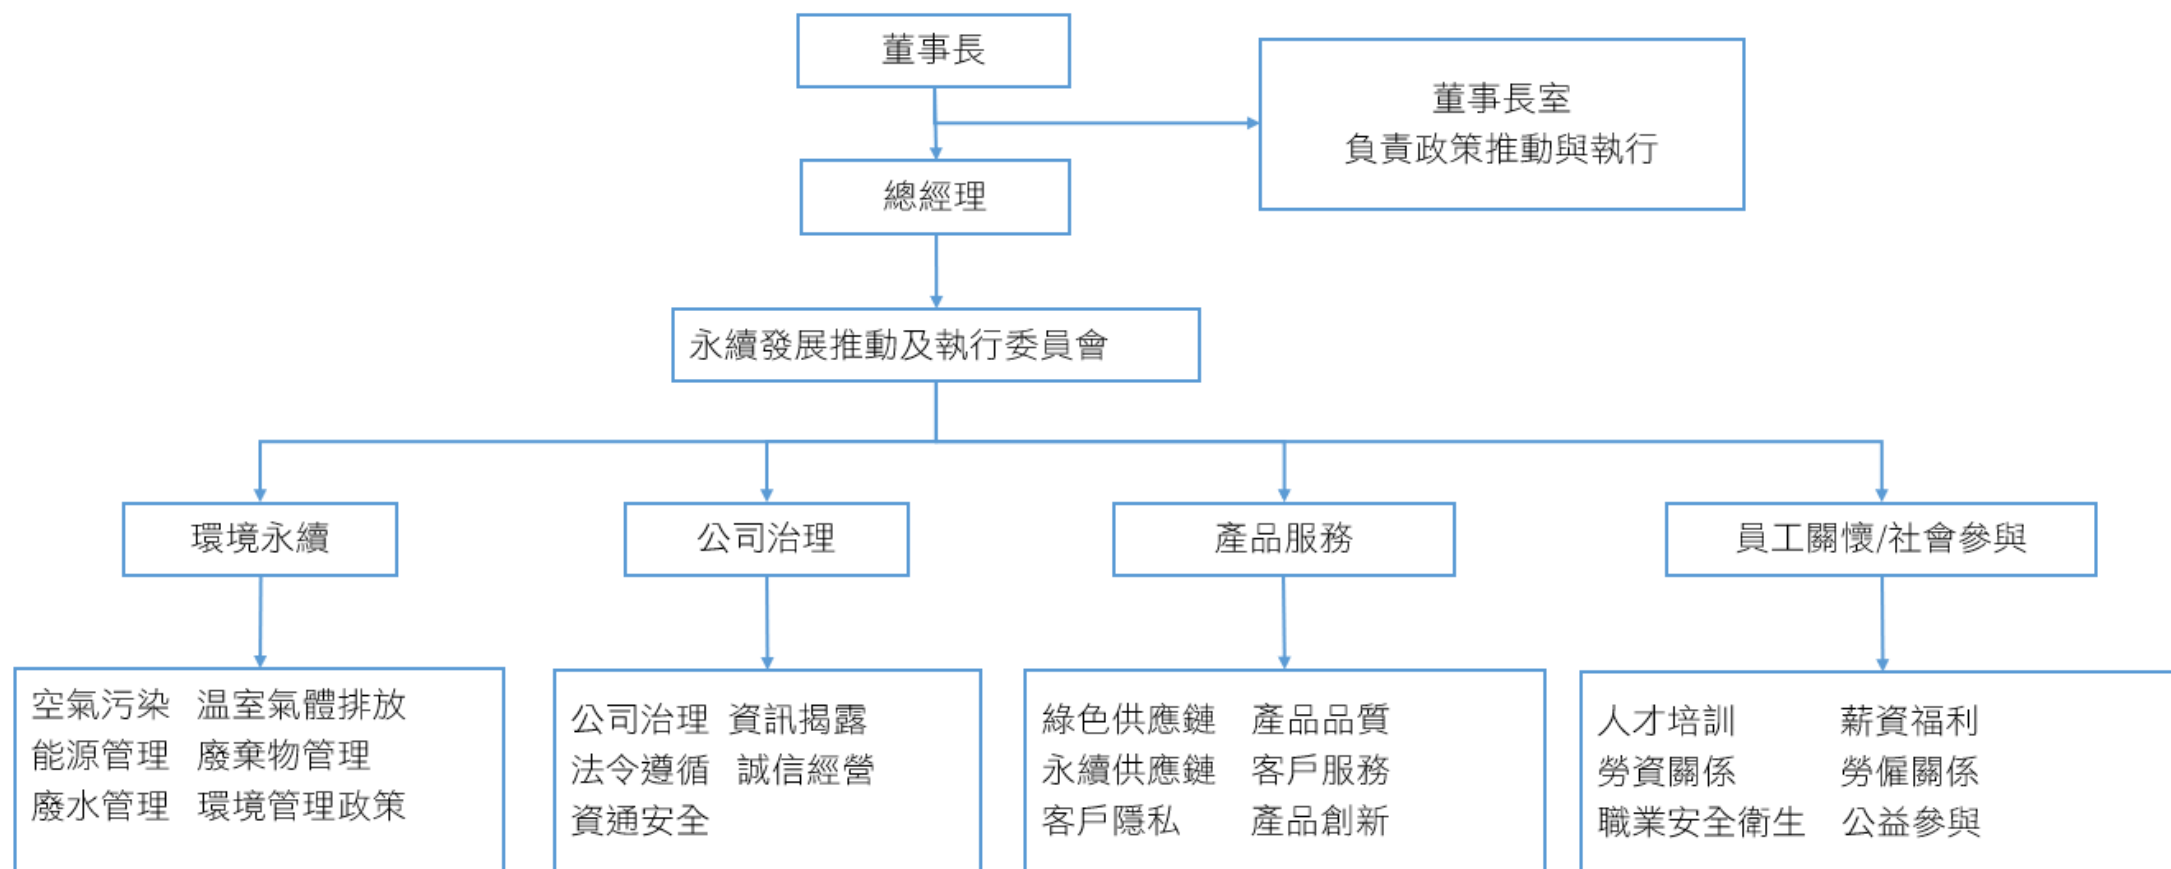 董事長
董事長室
負責政策推動與執行
總經理
永續發展推動及執行委員會
環境永續
公司治理
產品服務
員工關懷/社會參與
空氣污染 温室氣體排放
能源管理 廢棄物管理
廢水管理 環境管理政策
公司治理 資訊揭露
法令遵循 誠信經營
資通安全
綠色供應鏈 產品品質
永續供應鏈 客戶服務
客戶隱私 產品創新
人才培訓 薪資福利
勞資關係 勞僱關係
職業安全衛生 公益參與